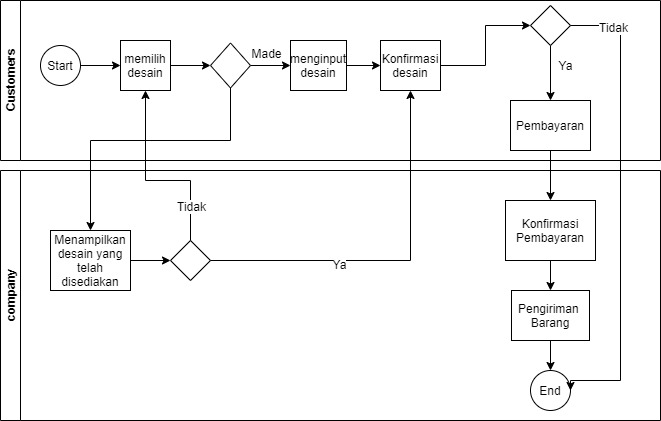 Customers
Start
memilih
desain
Made
menginput
desain
Konfirmasi
desain
Tidak
Ya
Pembayaran
company
Menampilkan
desain yang
telah
disediakan
Tidak
Ya
Konfirmasi
Pembayaran
Pengiriman
Barang
End